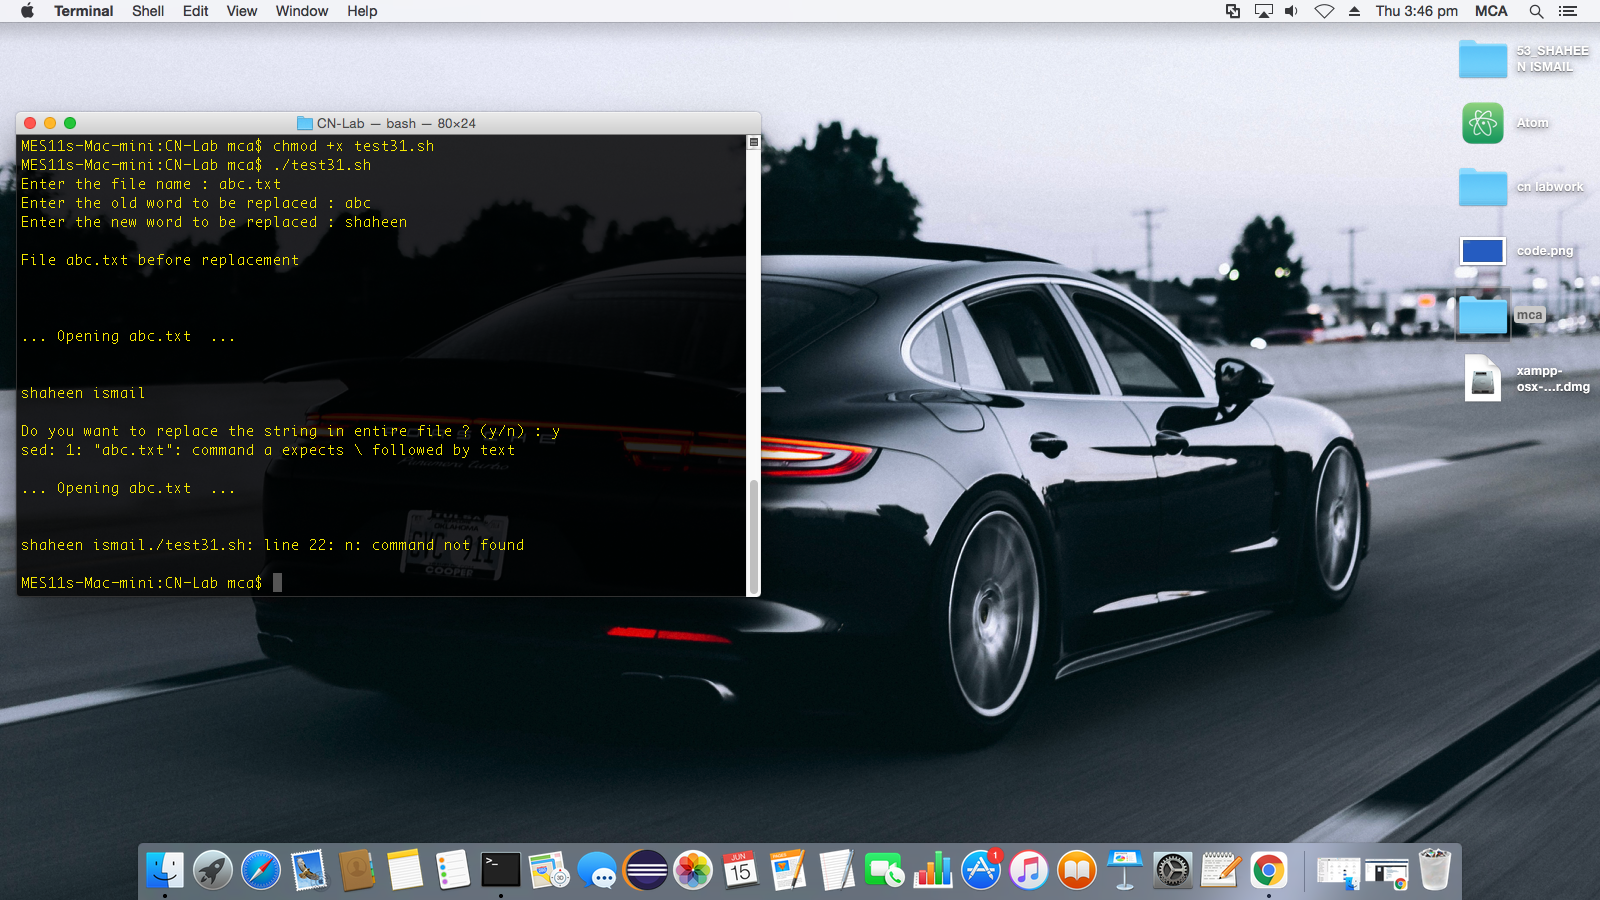 Terminal Shell Edit View Window Help
Thu 3:46 pm MCA
53_SHAHEE
N ISMAIL
Atom
cn labwork
code.png
mca
xampp-
osx-...r.dmg
CN-Lab — bash — 80×24
MES11s-Mac-mini:CN-Lab mca$ chmod +x test31.sh
MES11s-Mac-mini:CN-Lab mca$ ./test31.sh
Enter the file name : abc.txt
Enter the old word to be replaced : abc
Enter the new word to be replaced : shaheen
File abc.txt before replacement
... Opening abc.txt  ...
shaheen ismail
Do you want to replace the string in entire file ? (y/n) : y
sed: 1: "abc.txt": command a expects \ followed by text
... Opening abc.txt  ...
shaheen ismail./test31.sh: line 22: n: command not found
MES11s-Mac-mini:CN-Lab mca$
TULSA
OKLAHOMA
COOPER
JUN
15
1